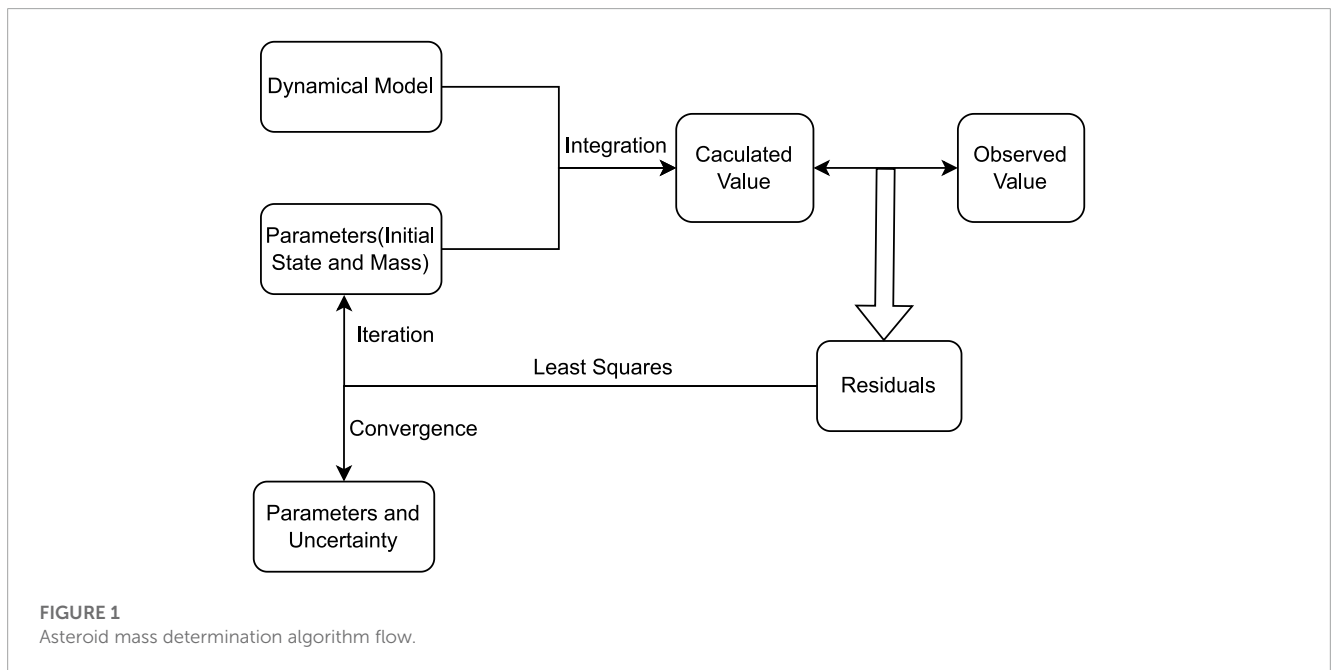 Dynamical Model
Integration
Caculated
Value
Observed
Value
Parameters(Initial
State and Mass)
Iteration
Least Squares
Residuals
Convergence
Parameters and
Uncertainty
FIGURE 1
Asteroid mass determination algorithm flow.